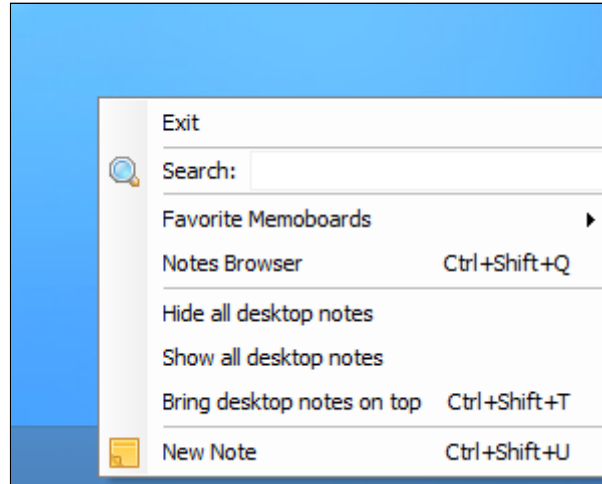 Exit
Search:
Favorite Memoboards
Notes Browser Ctrl+Shift+Q
Hide all desktop notes
Show all desktop notes
Bring desktop notes on top Ctrl+Shift+T
New Note Ctrl+Shift+U